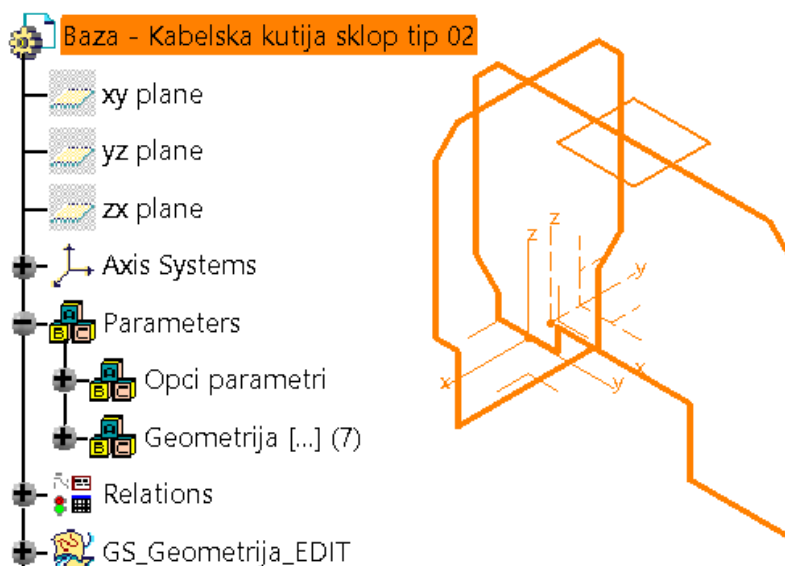 Baza - Kabelska kutija sklop tip 02
xy plane
yz plane
zx plane
Axis Systems
Parameters
Opci parametri
Geometrija [...] (7)
Relations
GS_Geometrija_EDIT
z
z
y
x
x
y